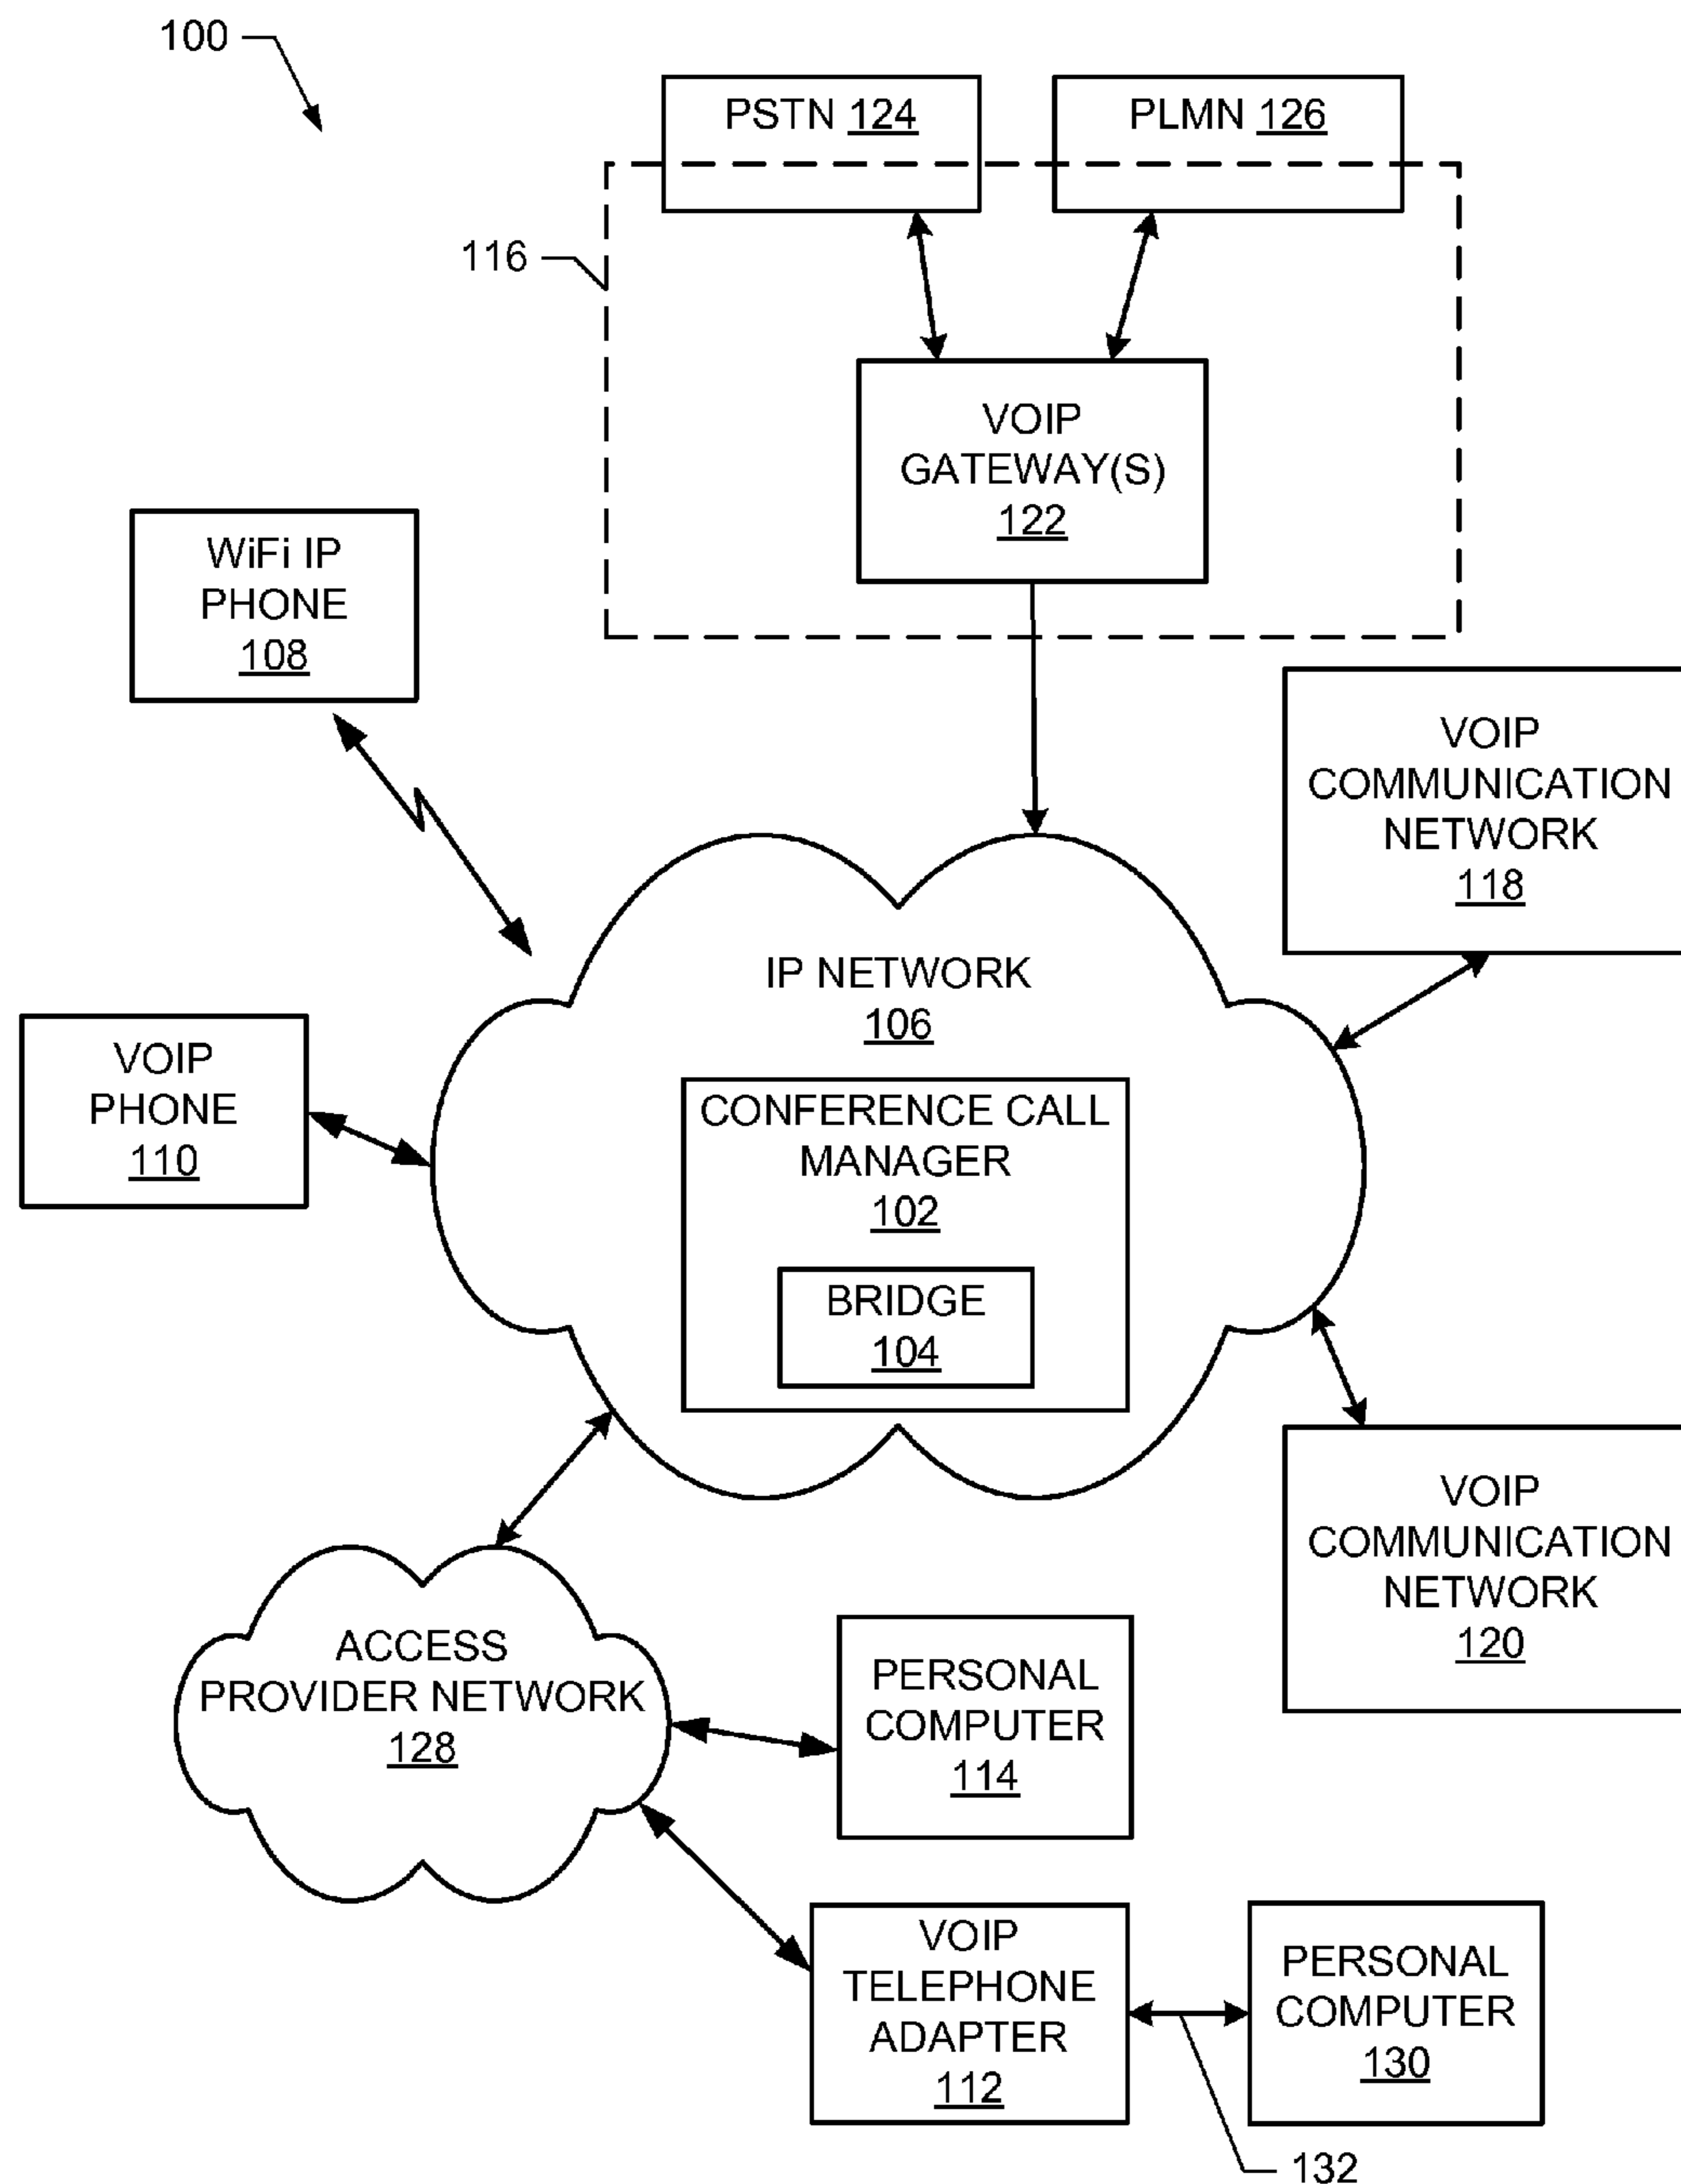 100
PSTN 124
PLMN 126
116
VOIP
GATEWAY(S)
122
WiFi IP
PHONE
108
VOIP
COMMUNICATION
NETWORK
118
IP NETWORK
106
VOIP
PHONE
110
CONFERENCE CALL
MANAGER
102
BRIDGE
104
VOIP
COMMUNICATION
NETWORK
120
ACCESS
PROVIDER NETWORK
128
PERSONAL
COMPUTER
114
VOIP
TELEPHONE
ADAPTER
112
PERSONAL
COMPUTER
130
132